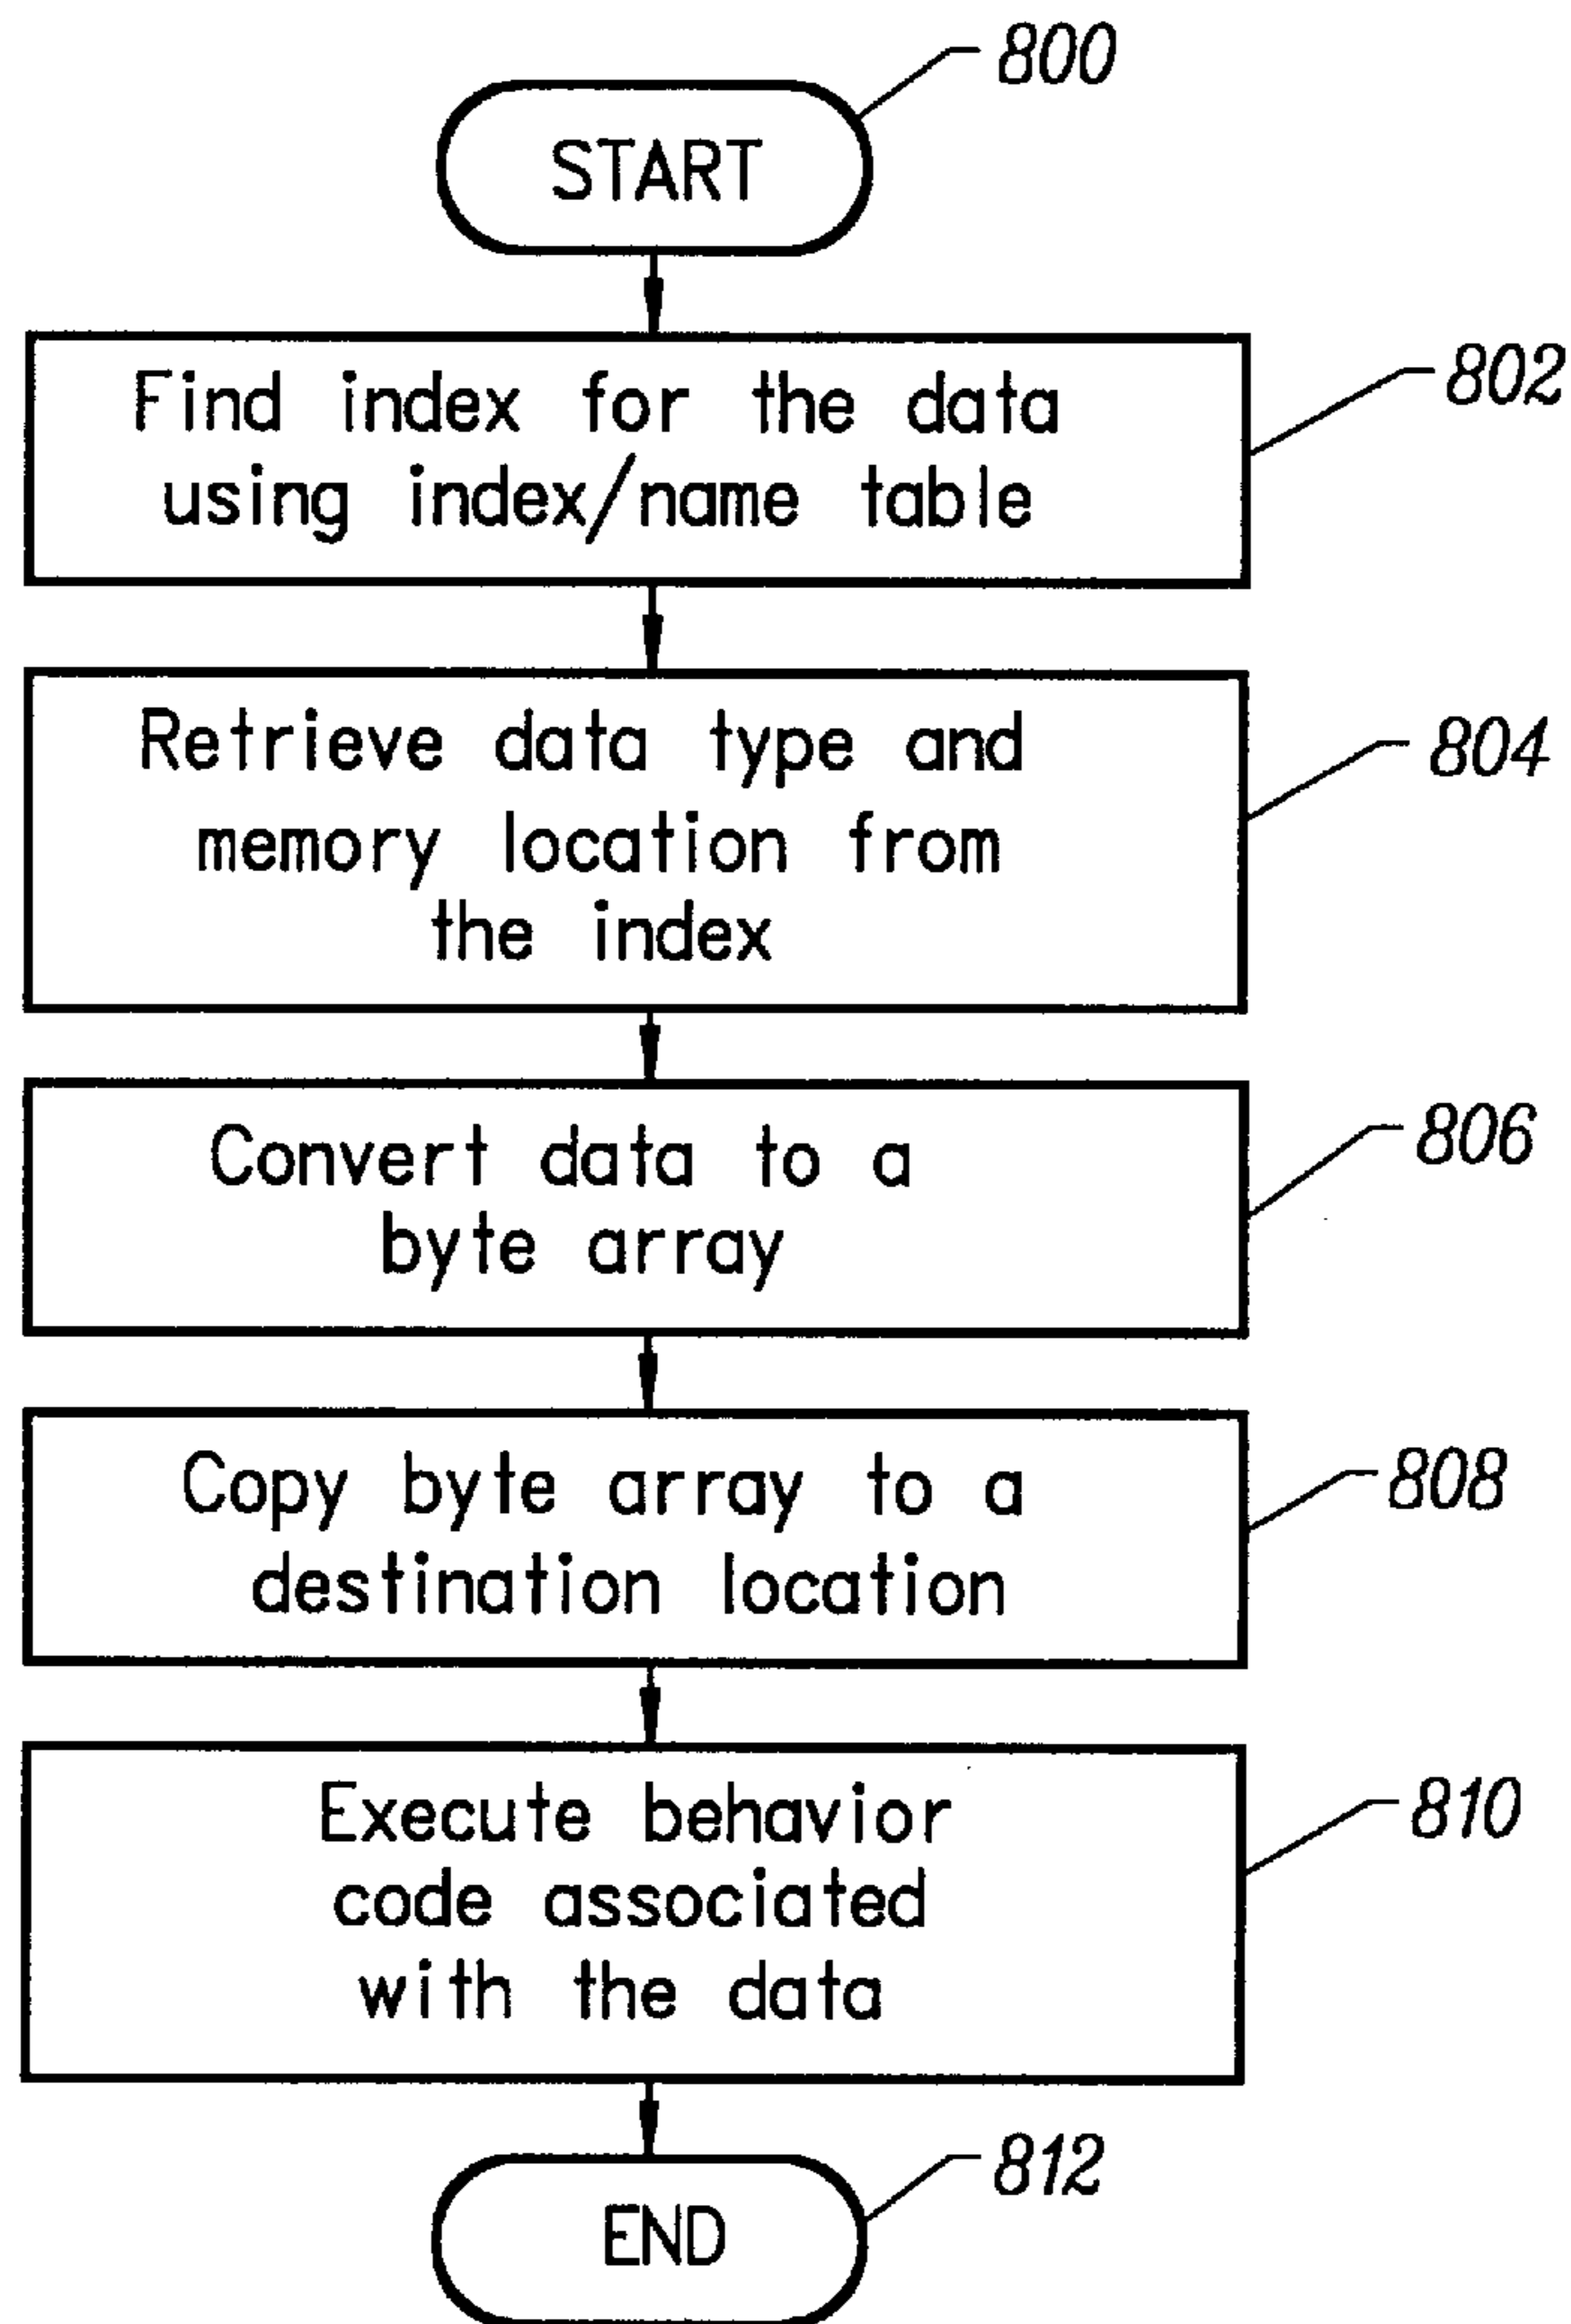 800
START
802
Find index for the data
using index/name table
804
Retrieve data type and
memory location from
the index
806
Convert data to a
byte array
808
Copy byte array to a
destination location
810
Execute behavior
code associated
with the data
812
END